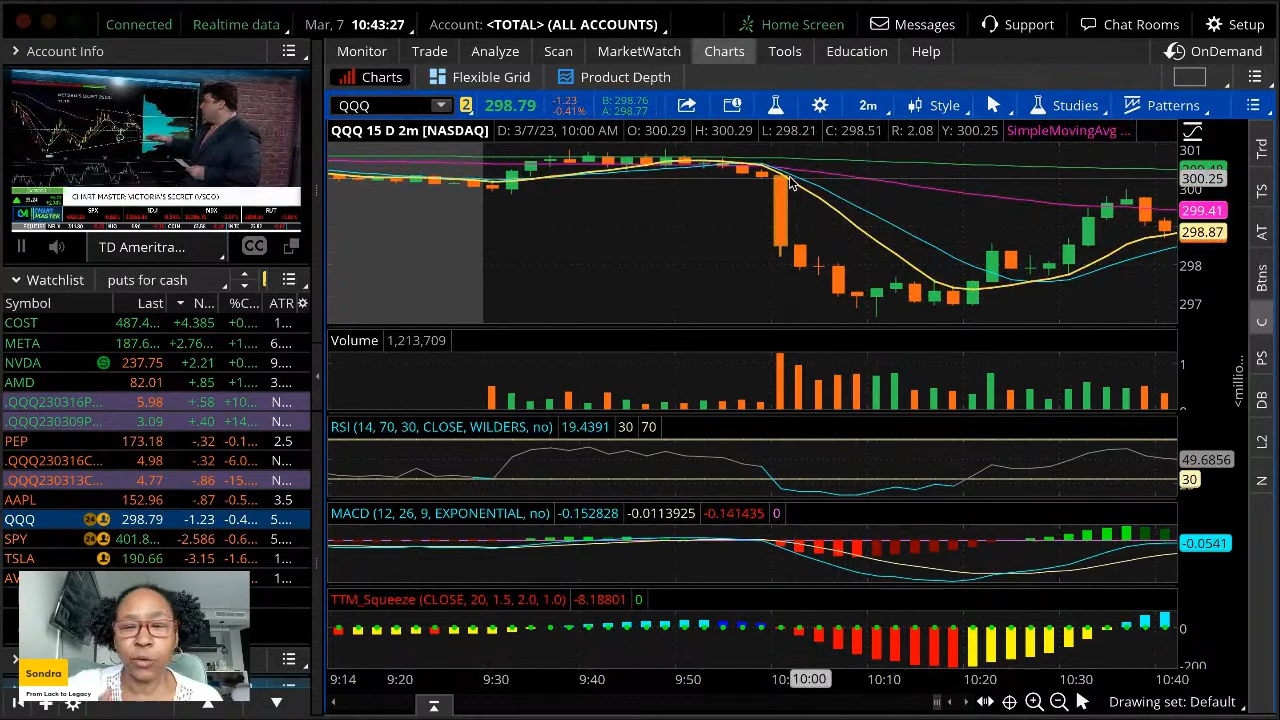 Connected Realtime data Mar, 7 10:43:27 Account: <TOTAL> (ALL ACCOUNTS) Home Screen Messages Support Chat Rooms Setup
Account Info
Monitor Trade Analyze Scan MarketWatch Charts Tools Education Help OnDemand
Charts Flexible Grid Product Depth
QQQ 2 298.79 -1.23 -0.41% B: 298.76 A: 298.77 2m Style Studies Patterns
QQQ 15 D 2m [NASDAQ] D: 3/7/23, 10:00 AM O: 300.29 H: 300.29 L: 298.21 R: 2.08 Y: 300.25 SimpleMovingAvg ...
301
300.25
300
299.41
298.87
298
297
CHART MASTER: VICTORIA'S SECRET (VSCO)
TD Ameritra... CC
Watchlist puts for cash
Symbol Last N... %C... ATR
COST 487.4... +4.385 +0.... 1...
META 187.6... +2.76... +1.... 6....
NVDA 237.75 +2.21 +0.... 9....
AMD 82.01 +.85 +1.... 3....
.QQQ230316P... 5.98 +.58 +10... N...
.QQQ230309P... 3.09 +.40 +14... N...
PEP 173.18 -.32 -0.1... 2.5
.QQQ230316C... 4.98 -.32 -6.0... N...
.QQQ230313C... 4.77 -.86 -15.... N...
AAPL 152.96 -.87 -0.... 3.5
QQQ 298.79 -1.23 -0.4... 5....
SPY 401.8... -2.586 -0.6... 5....
TSLA 190.66 -3.15 -1.6... 1...
Sondra
From Lack to Legacy
Volume 1,213,709
1
<millio...
RSI (14, 70, 30, CLOSE, WILDERS, no) 19.4391 30 70
49.6856
30
MACD (12, 26, 9, EXPONENTIAL, no) -0.152828 -0.0113925 -0.141435 0
-0.0541
TTM_Squeeze (CLOSE, 20, 1.5, 2.0, 1.0) -8.18801 0
0
-200
9:14 9:20 9:30 9:40 9:50 10:00 10:10 10:30 10:40
Drawing set: Default
Trd
TS
AT
Btns
C
PS
DB
L2
N